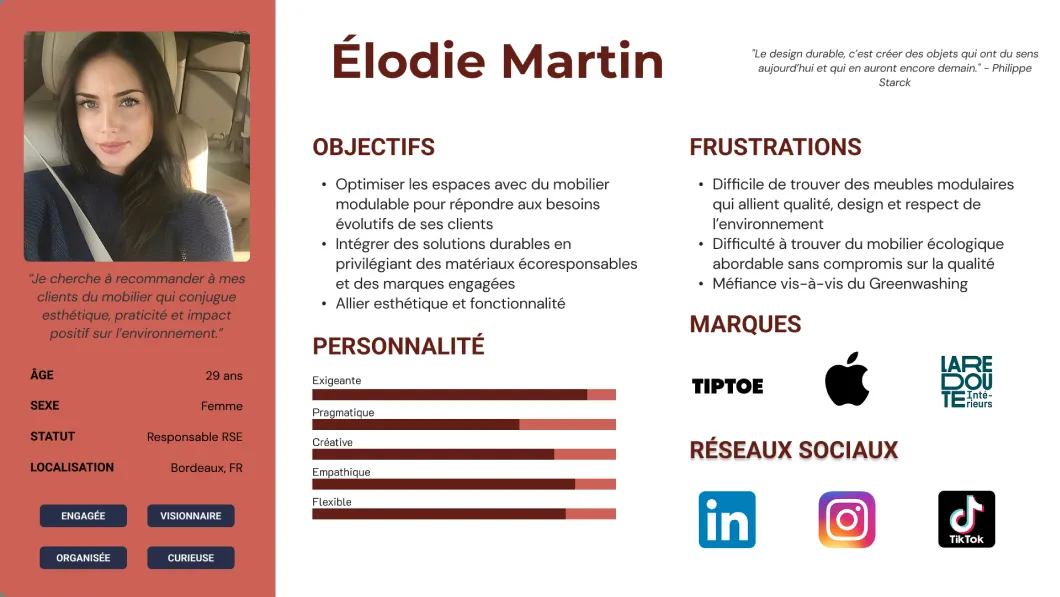 Élodie Martin
"Le design durable, c’est créer des objets qui ont du sens
aujourd’hui et qui en auront encore demain." - Philippe
Starck
“Je cherche à recommander à mes
clients du mobilier qui conjugue
esthétique, praticité et impact
positif sur l’environnement.”
ÂGE 29 ans
SEXE Femme
STATUT Responsable RSE
LOCALISATION Bordeaux, FR
ENGAGÉE VISIONNAIRE
ORGANISÉE CURIEUSE
OBJECTIFS
• Optimiser les espaces avec du mobilier
modulable pour répondre aux besoins
évolutifs de ses clients
• Intégrer des solutions durables en
privilégiant des matériaux écoresponsables
et des marques engagées
• Allier esthétique et fonctionnalité
PERSONNALITÉ
Exigeante
Pragmatique
Créative
Empathique
Flexible
FRUSTRATIONS
• Difficile de trouver des meubles modulaires
qui allient qualité, design et respect de
l’environnement
• Difficulté à trouver du mobilier écologique
abordable sans compromis sur la qualité
• Méfiance vis-à-vis du Greenwashing
MARQUES
TIPTOE
LA RE
DOU
TE Inté-
rieurs
RÉSEAUX SOCIAUX
in
TikTok